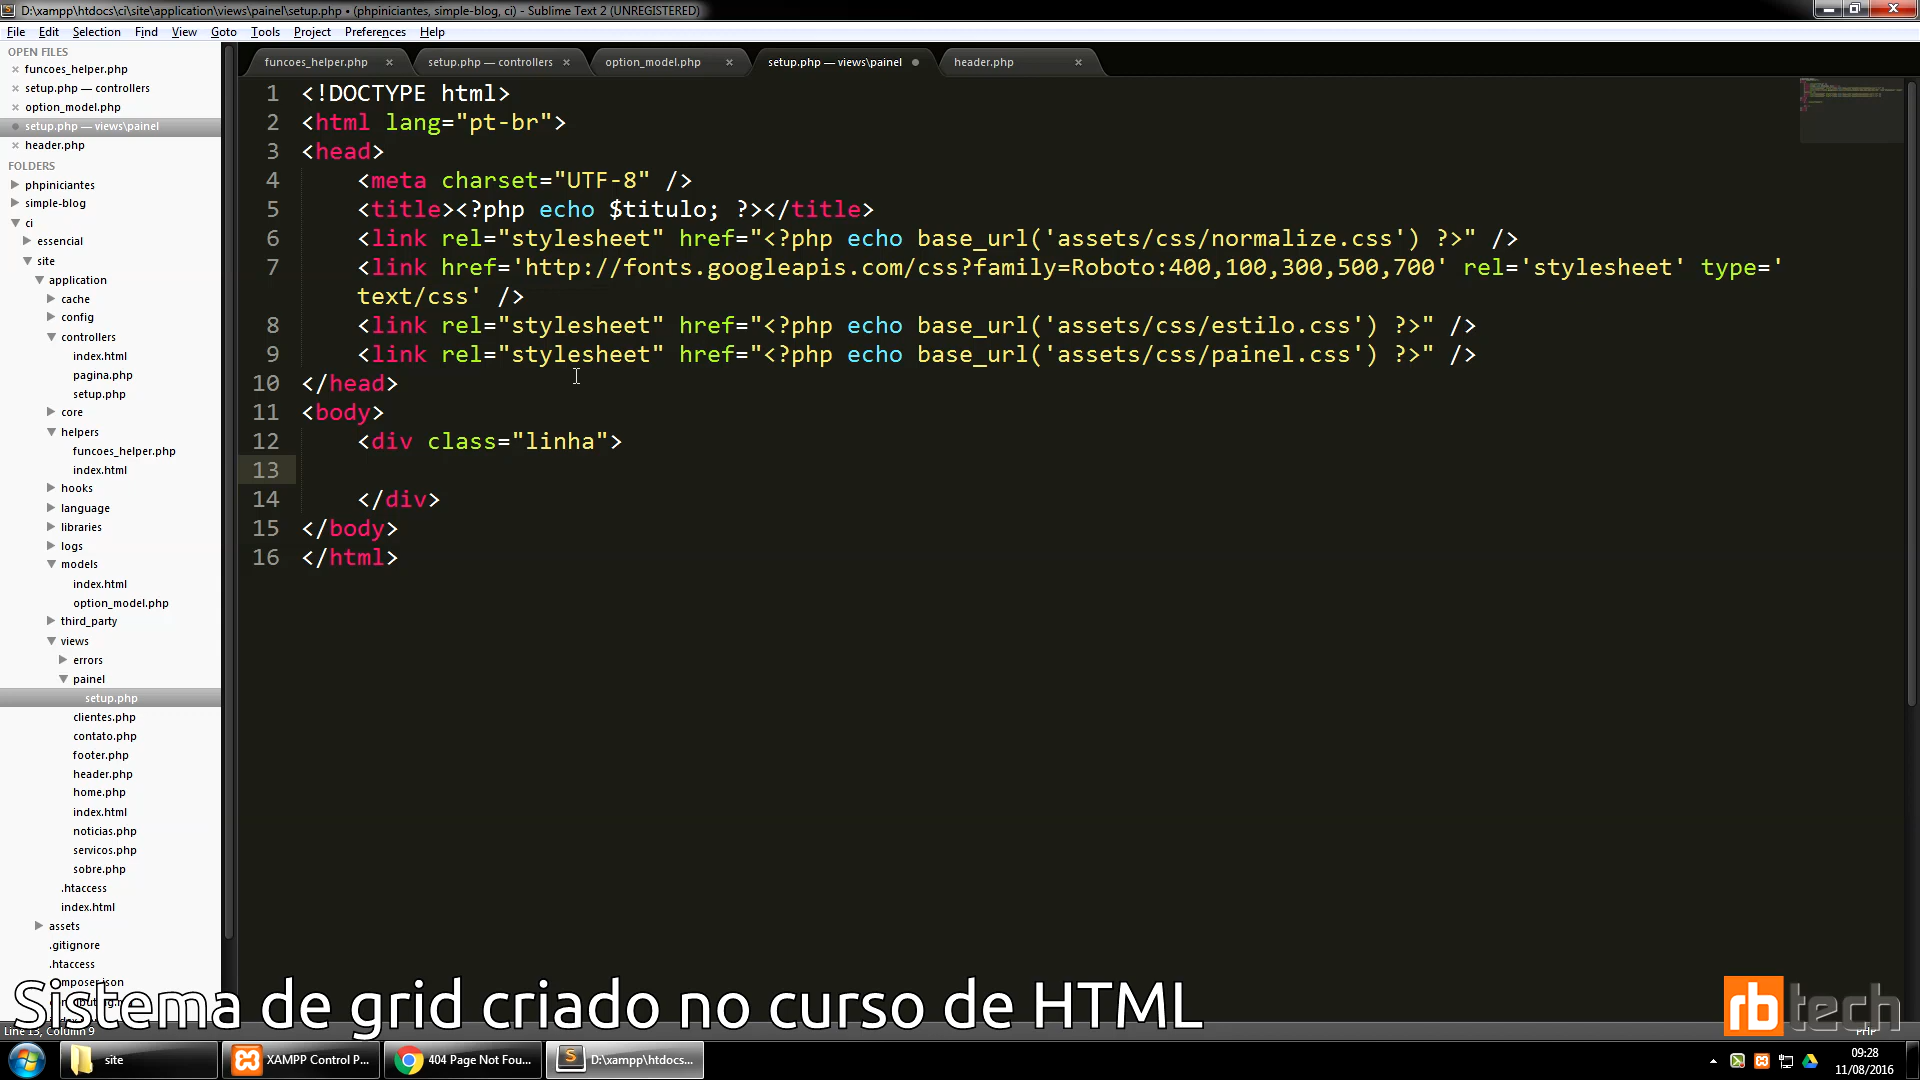 D:\xampp\htdocs\ci\site\application\views\painel\setup.php • (phpiniciantes, simple-blog, ci) - Sublime Text 2 (UNREGISTERED)
File Edit Selection Find View Goto Tools Project Preferences Help
OPEN FILES
funcoes_helper.php
setup.php — controllers
option_model.php
setup.php — views\painel
header.php
FOLDERS
phpiniciantes
simple-blog
ci
essencial
site
application
cache
config
controllers
index.html
pagina.php
setup.php
core
helpers
funcoes_helper.php
index.html
hooks
language
libraries
logs
models
index.html
option_model.php
third_party
views
errors
painel
setup.php
clientes.php
contato.php
footer.php
header.php
home.php
index.html
noticias.php
servicos.php
sobre.php
.htaccess
index.html
assets
.gitignore
.htaccess
funcoes_helper.php setup.php — controllers option_model.php setup.php — views\painel header.php
1 <!DOCTYPE html>
2 <html lang="pt-br">
3 <head>
4 <meta charset="UTF-8" />
5 <title><?php echo $titulo; ?></title>
6 <link rel="stylesheet" href="<?php echo base_url('assets/css/normalize.css') ?>" />
7 <link href='http://fonts.googleapis.com/css?family=Roboto:400,100,300,500,700' rel='stylesheet' type='
text/css' />
8 <link rel="stylesheet" href="<?php echo base_url('assets/css/estilo.css') ?>" />
9 <link rel="stylesheet" href="<?php echo base_url('assets/css/painel.css') ?>" />
10 </head>
11 <body>
12 <div class="linha">
13
14 </div>
15 </body>
16 </html>
Sistema de grid criado no curso de HTML
rbtech
Line 13, Column 9
PHP
site XAMPP Control P... 404 Page Not Fou... D:\xampp\htdocs...
09:28
11/08/2016